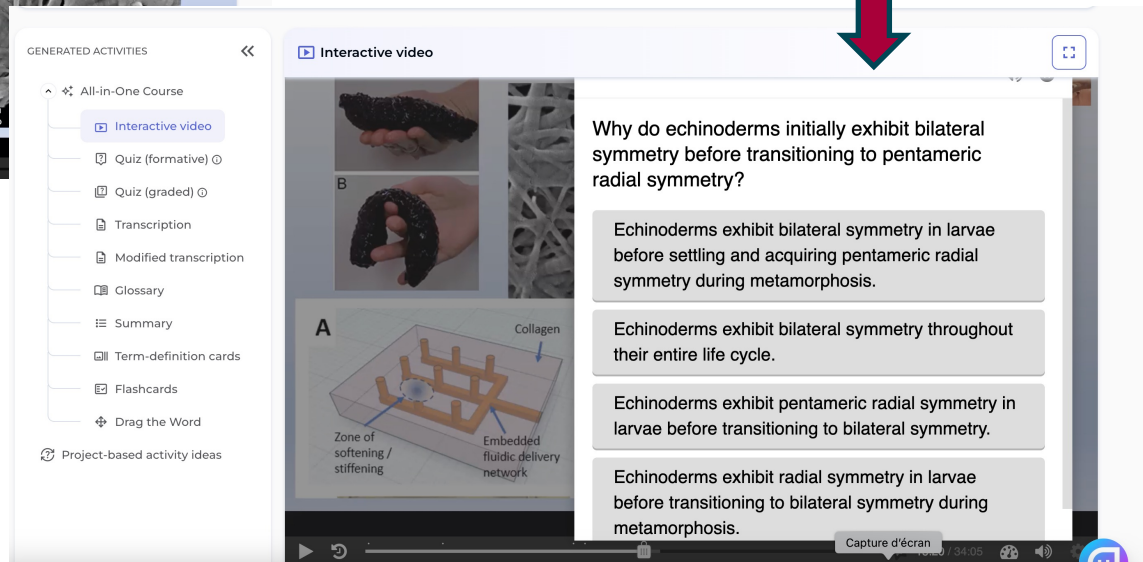 GENERATED ACTIVITIES
All-in-One Course
Interactive video
Quiz (formative)
Quiz (graded)
Transcription
Modified transcription
Glossary
Summary
Term-definition cards
Flashcards
Drag the Word
Project-based activity ideas
Interactive video
B
A
Collagen
Zone of
softening /
stiffening
Embedded
fluidic delivery
network
Why do echinoderms initially exhibit bilateral
symmetry before transitioning to pentameric
radial symmetry?
Echinoderms exhibit bilateral symmetry in larvae
before settling and acquiring pentameric radial
symmetry during metamorphosis.
Echinoderms exhibit bilateral symmetry throughout
their entire life cycle.
Echinoderms exhibit pentameric radial symmetry in
larvae before transitioning to bilateral symmetry.
Echinoderms exhibit radial symmetry in larvae
before transitioning to bilateral symmetry during
metamorphosis.
Capture d'écran
/ 34:05